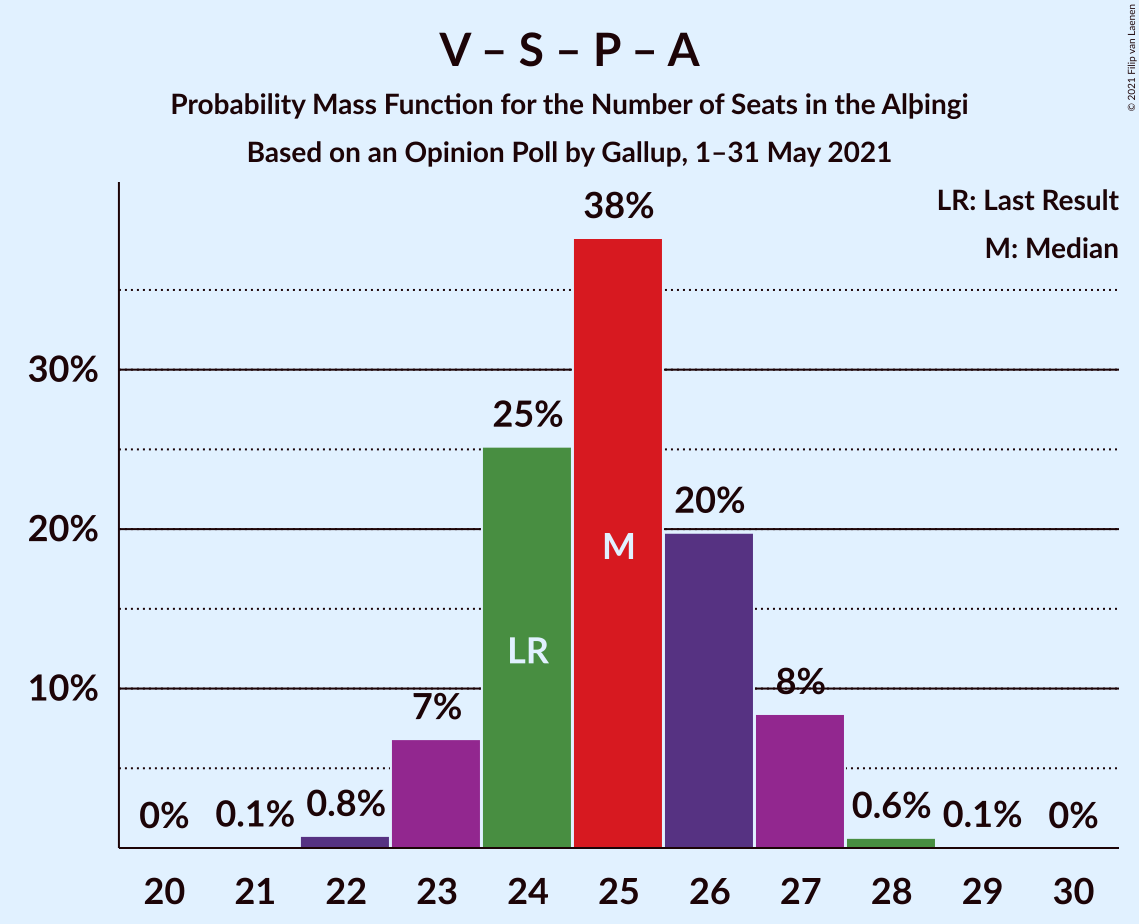 V – S – P – A
Probability Mass Function for the Number of Seats in the Alþingi
Based on an Opinion Poll by Gallup, 1–31 May 2021
© 2021 Filip van Laenen
LR: Last Result
M: Median
38%
30%
25%
20%
20%
M
LR
10%
8%
7%
0%
0.1%
0.8%
0.6%
0.1%
0%
20 21 22 23 24 25 26 27 28 29 30